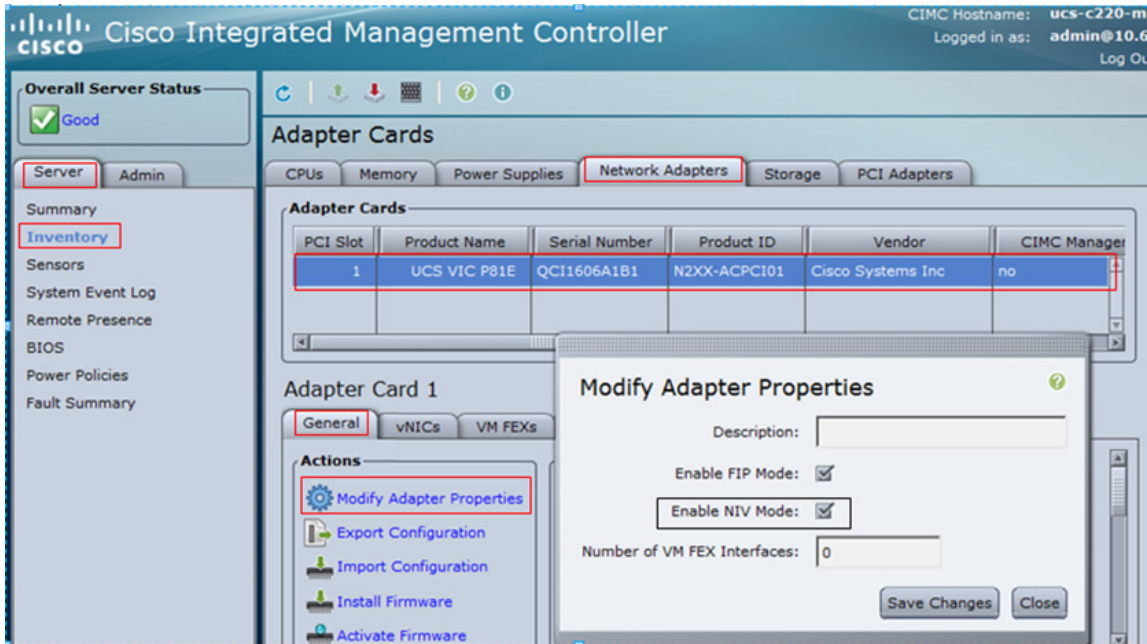 CISCO
Cisco Integrated Management Controller
CIMC Hostname: ucs-c220-m
Logged in as: admin@10.6
Log Ou
Overall Server Status
Good
Server
Admin
Summary
Inventory
Sensors
System Event Log
Remote Presence
BIOS
Power Policies
Fault Summary
Adapter Cards
CPUs Memory Power Supplies Network Adapters Storage PCI Adapters
Adapter Cards
PCI Slot Product Name Serial Number Product ID Vendor CIMC Manager
1 UCS VIC P81E QCI1606A1B1 N2XX-ACPCI01 Cisco Systems Inc no
Adapter Card 1
General vNICs VM FEXs
Actions
Modify Adapter Properties
Export Configuration
Import Configuration
Install Firmware
Activate Firmware
Modify Adapter Properties
Description:
Enable FIP Mode:
Enable NIV Mode:
Number of VM FEX Interfaces: 0
Save Changes Close